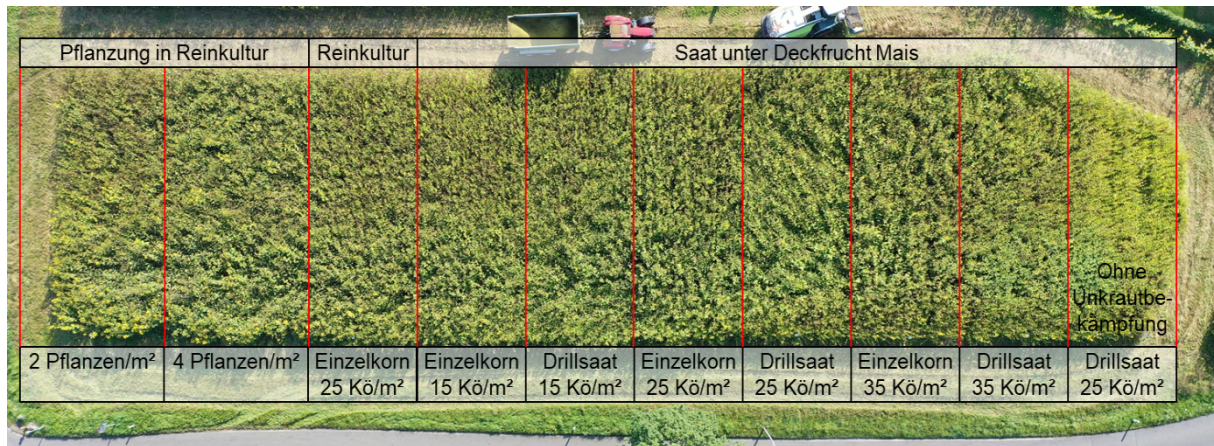 Pflanzung in Reinkultur
Reinkultur
Saat unter Deckfrucht Mais
Ohne
Unkrautbe-
kämpfung
2 Pflanzen/m²
4 Pflanzen/m²
Einzelkorn
25 Kö/m²
Einzelkorn
15 Kö/m²
Drillsaat
15 Kö/m²
Einzelkorn
25 Kö/m²
Drillsaat
25 Kö/m²
Einzelkorn
35 Kö/m²
Drillsaat
35 Kö/m²
Drillsaat
25 Kö/m²